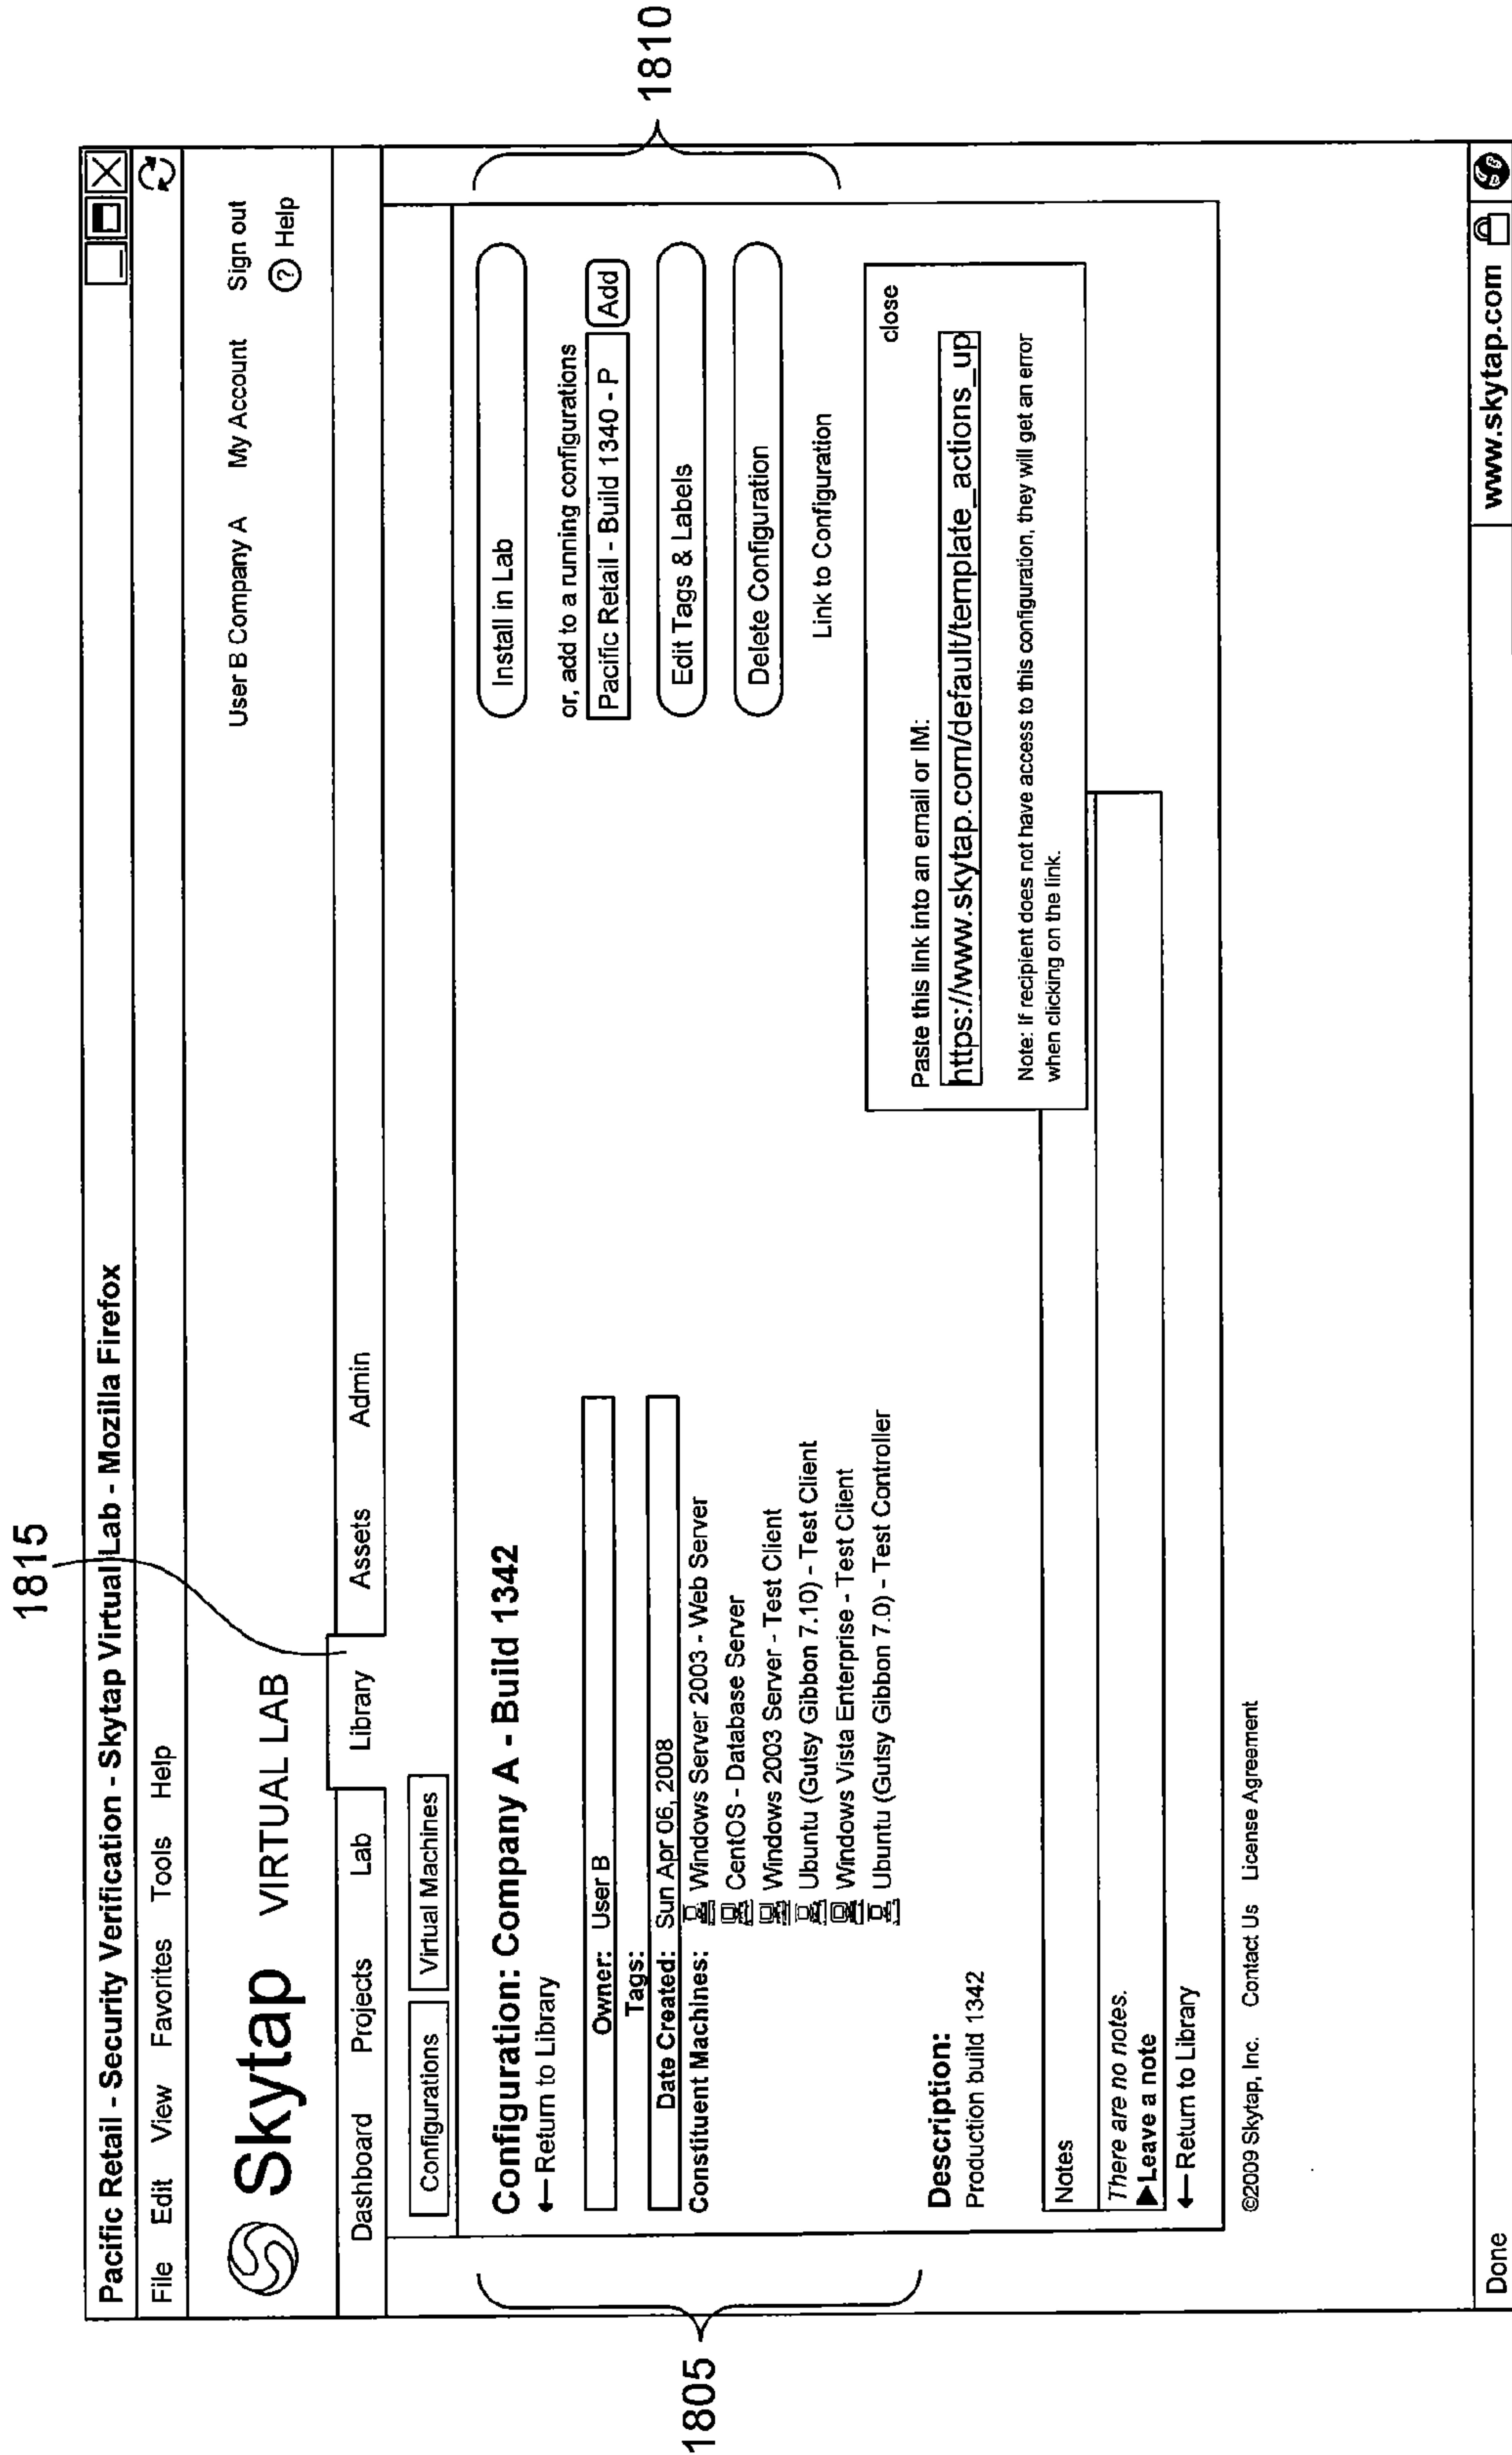 1815
Pacific Retail - Security Verification - Skytap Virtual Lab - Mozilla Firefox
File Edit View Favorites Tools Help
Skytap VIRTUAL LAB
User B Company A My Account Sign out
? Help
Dashboard Projects Lab Library Assets Admin
Configurations Virtual Machines
Configuration: Company A - Build 1342
←Return to Library
Owner: User B
Tags:
Date Created: Sun Apr 06, 2008
Constituent Machines: Windows Server 2003 - Web Server
CentOS - Database Server
Windows 2003 Server - Test Client
Ubuntu (Gutsy Gibbon 7.10) - Test Client
Windows Vista Enterprise - Test Client
Ubuntu (Gutsy Gibbon 7.0) - Test Controller
1805
Install in Lab
or, add to a running configurations
Pacific Retail - Build 1340 - P Add
Edit Tags & Labels
Delete Configuration
Link to Configuration
1810
close
Paste this link into an email or IM:
https://www.skytap.com/default/template_actions_up
Note: If recipient does not have access to this configuration, they will get an error
when clicking on the link.
Description:
Production build 1342
Notes
There are no notes.
▶Leave a note
←Return to Library
©2009 Skytap, Inc. Contact Us License Agreement
Done www.skytap.com